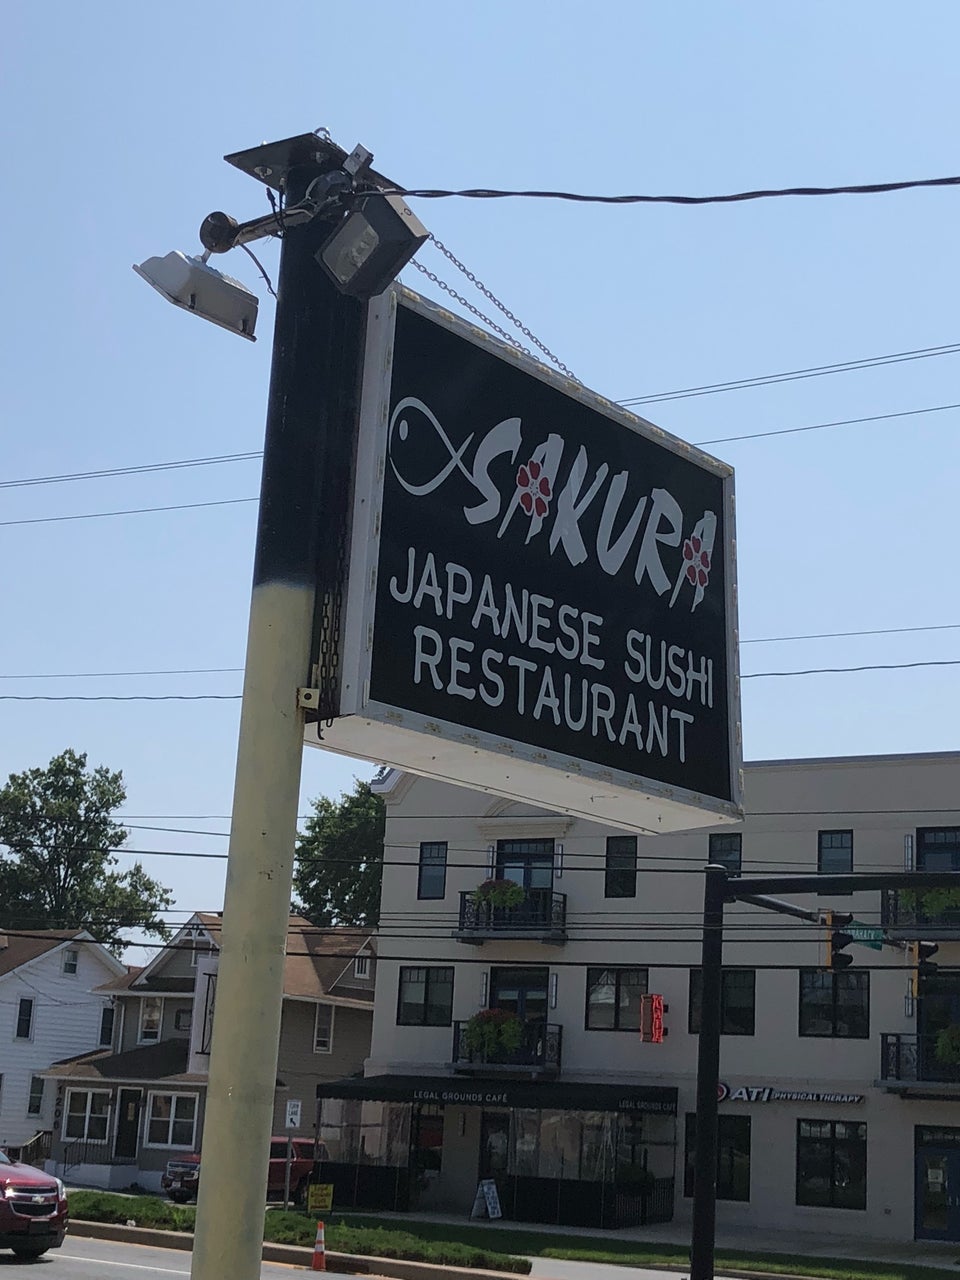 SAKURA
JAPANESE SUSHI
RESTAURANT
LEGAL GROUNDS CAFÉ
LEGAL GROUNDS CAFÉ
ATI PHYSICAL THERAPY